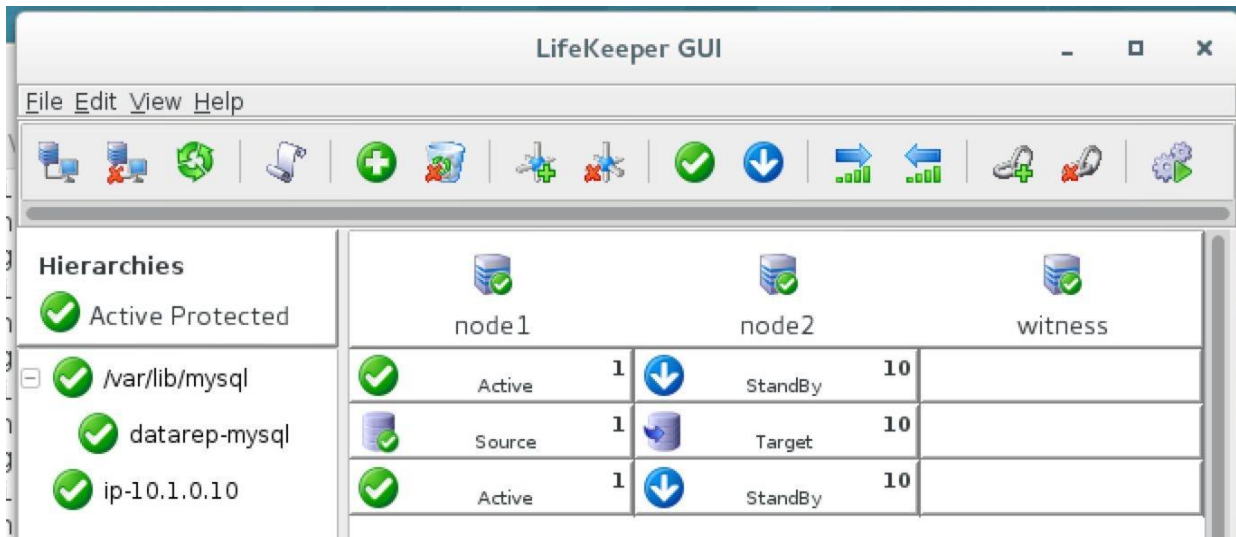 LifeKeeper GUI
File Edit View Help
Hierarchies
Active Protected
node1 node2 witness
/var/lib/mysql Active 1 StandBy 10
datarep-mysql Source 1 Target 10
ip-10.1.0.10 Active 1 StandBy 10